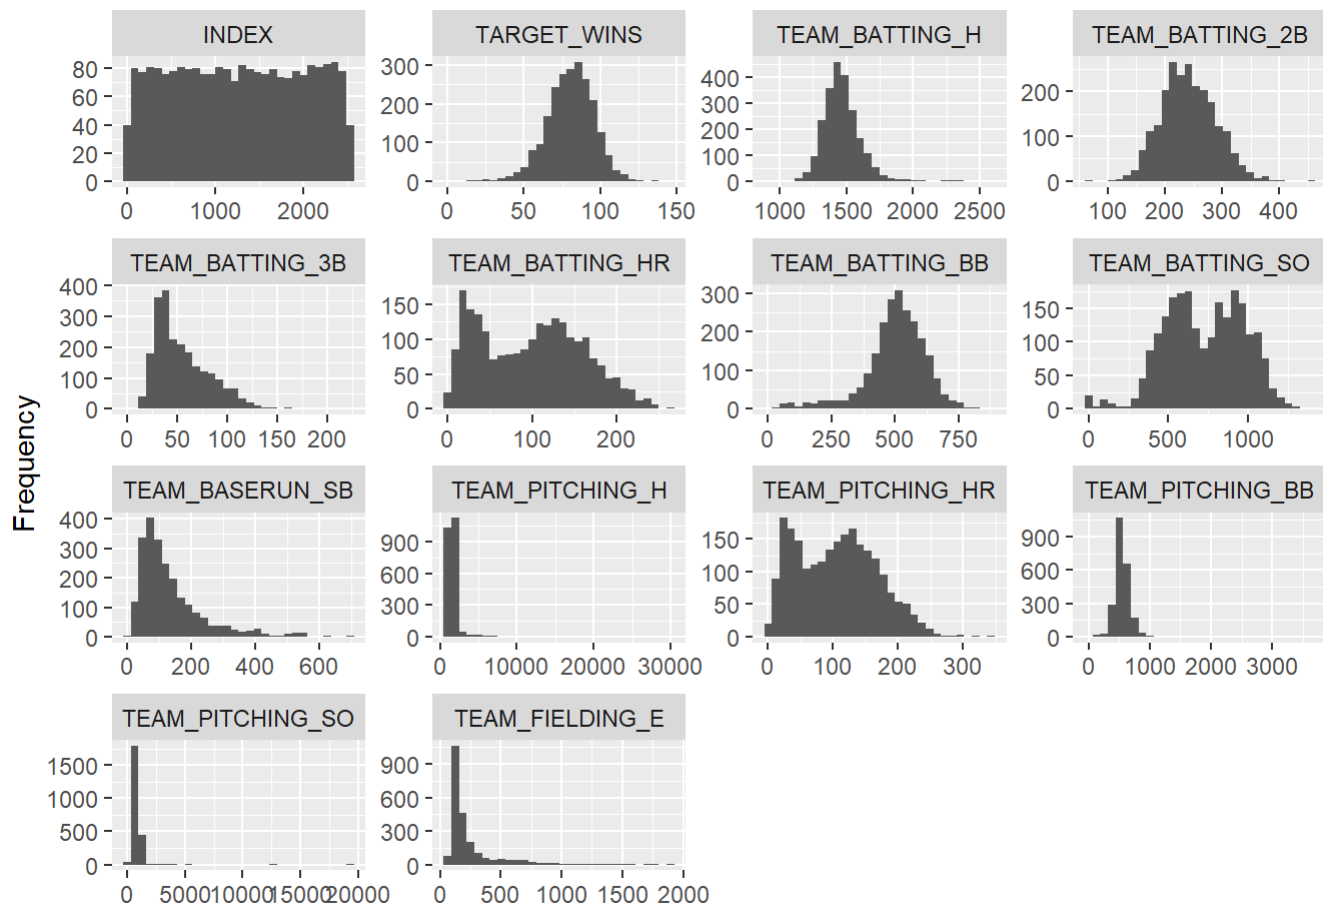 INDEX
TARGET_WINS
TEAM_BATTING_H
TEAM_BATTING_2B
80
60
40
20
0
0 1000 2000
300
200
100
0
0 50 100 150
400
300
200
100
0
1000 1500 2000 2500
200
100
0
100 200 300 400
TEAM_BATTING_3B
TEAM_BATTING_HR
TEAM_BATTING_BB
TEAM_BATTING_SO
400
300
200
100
0
0 50 100 150 200
150
100
50
0
0 100 200
300
200
100
0
0 250 500 750
150
100
50
0
0 500 1000
Frequency
TEAM_BASERUN_SB
TEAM_PITCHING_H
TEAM_PITCHING_HR
TEAM_PITCHING_BB
400
300
200
100
0
0 200 400 600
900
600
300
0
0 10000 20000 30000
150
100
50
0
0 100 200 300
900
600
300
0
0 1000 2000 3000
TEAM_PITCHING_SO
TEAM_FIELDING_E
1500
1000
500
0
0 5000 10000 15000 20000
900
600
300
0
0 500 1000 1500 2000